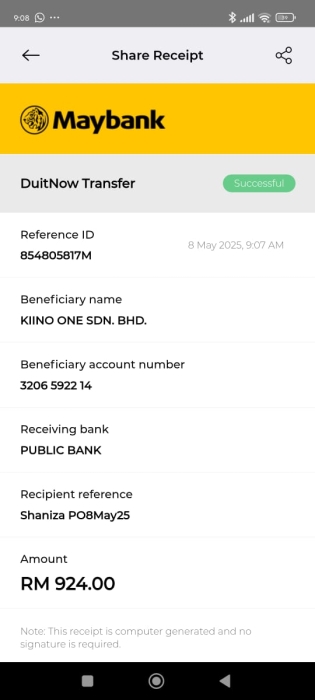 9:08
Share Receipt
Maybank
DuitNow Transfer
Successful
Reference ID
854805817M
8 May 2025, 9:07 AM
Beneficiary name
KIINO ONE SDN. BHD.
Beneficiary account number
3206 5922 14
Receiving bank
PUBLIC BANK
Recipient reference
Shaniza PO8May25
Amount
RM 924.00
Note: This receipt is computer generated and no
signature is required.